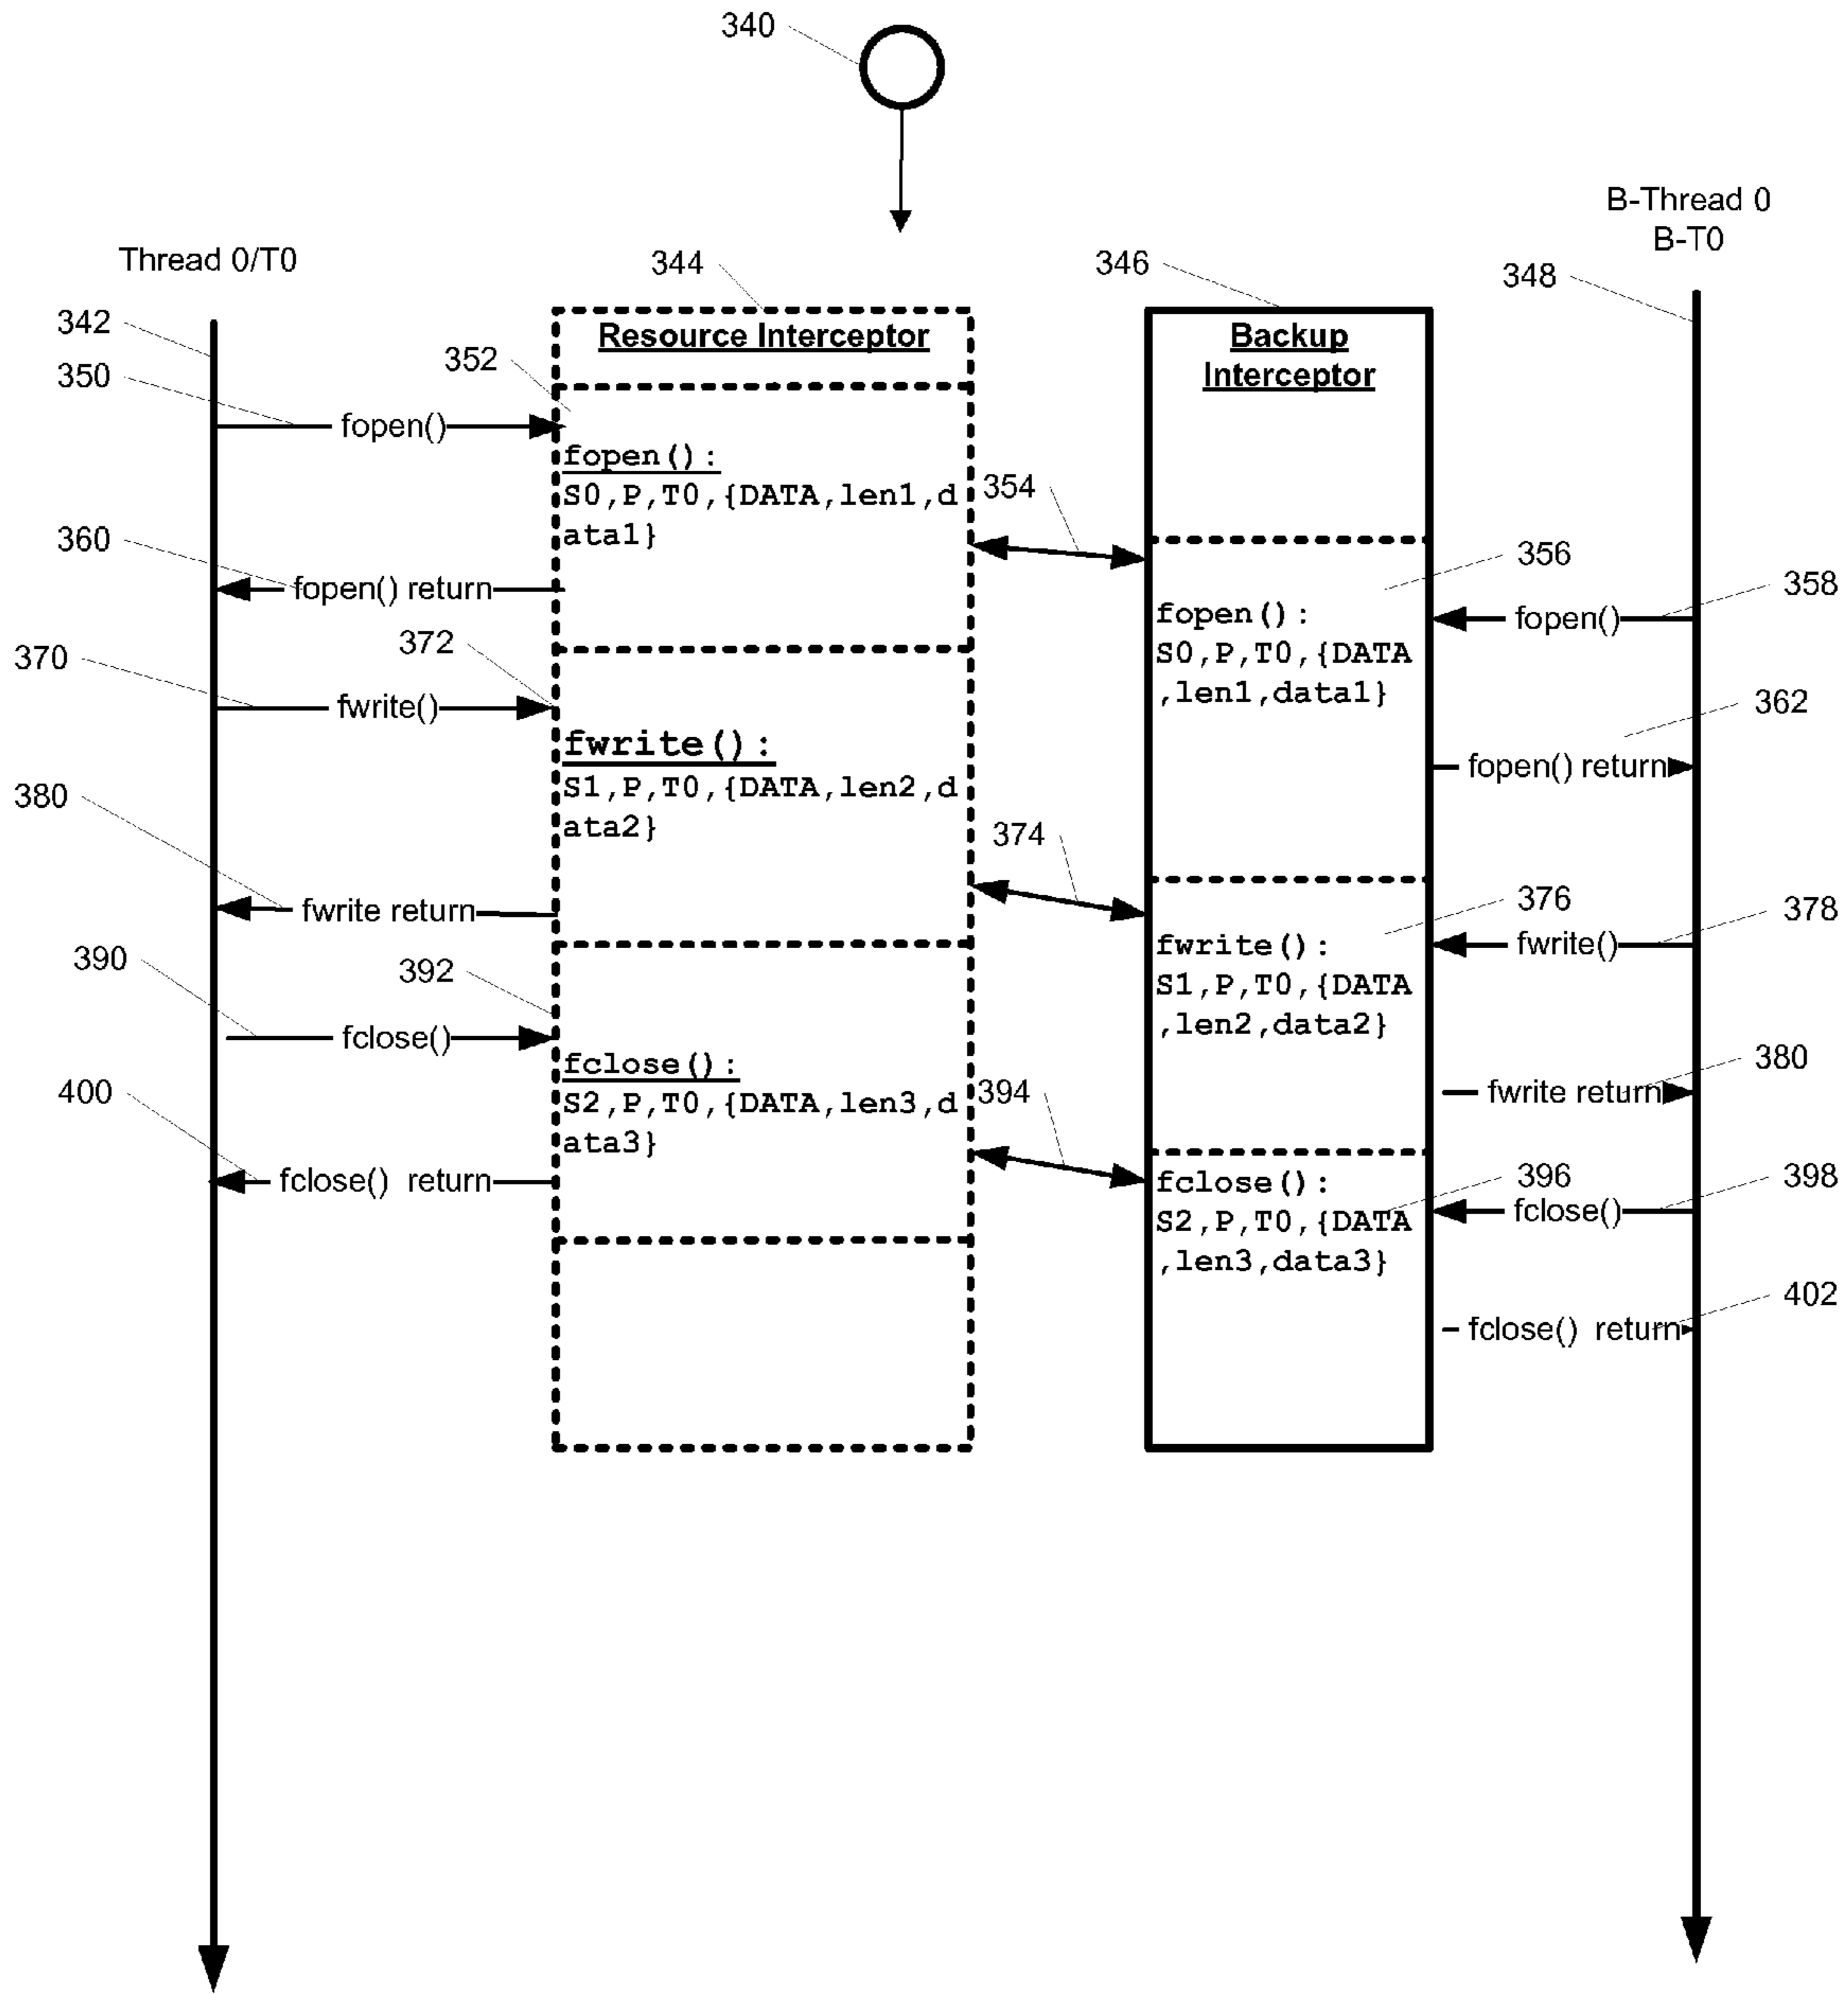 340
B-Thread 0
B-T0
Thread 0/T0
344
346
348
342
Resource Interceptor
Backup
Interceptor
350
352
fopen()
fopen():
S0,P,T0,{DATA,len1,d
ata1}
354
360
356
358
fopen() return
fopen():
S0,P,T0,{DATA
,len1,data1}
fopen()
370
372
362
fwrite()
fwrite():
S1,P,T0,{DATA,len2,d
ata2}
fopen() return
380
374
fwrite return
376
378
fwrite():
S1,P,T0,{DATA
,len2,data2}
fwrite()
390
392
fclose()
fclose():
S2,P,T0,{DATA,len3,d
ata3}
380
fwrite return
400
394
fclose() return
fclose():
S2,P,T0,{DATA
,len3,data3}
396
398
fclose()
402
fclose() return